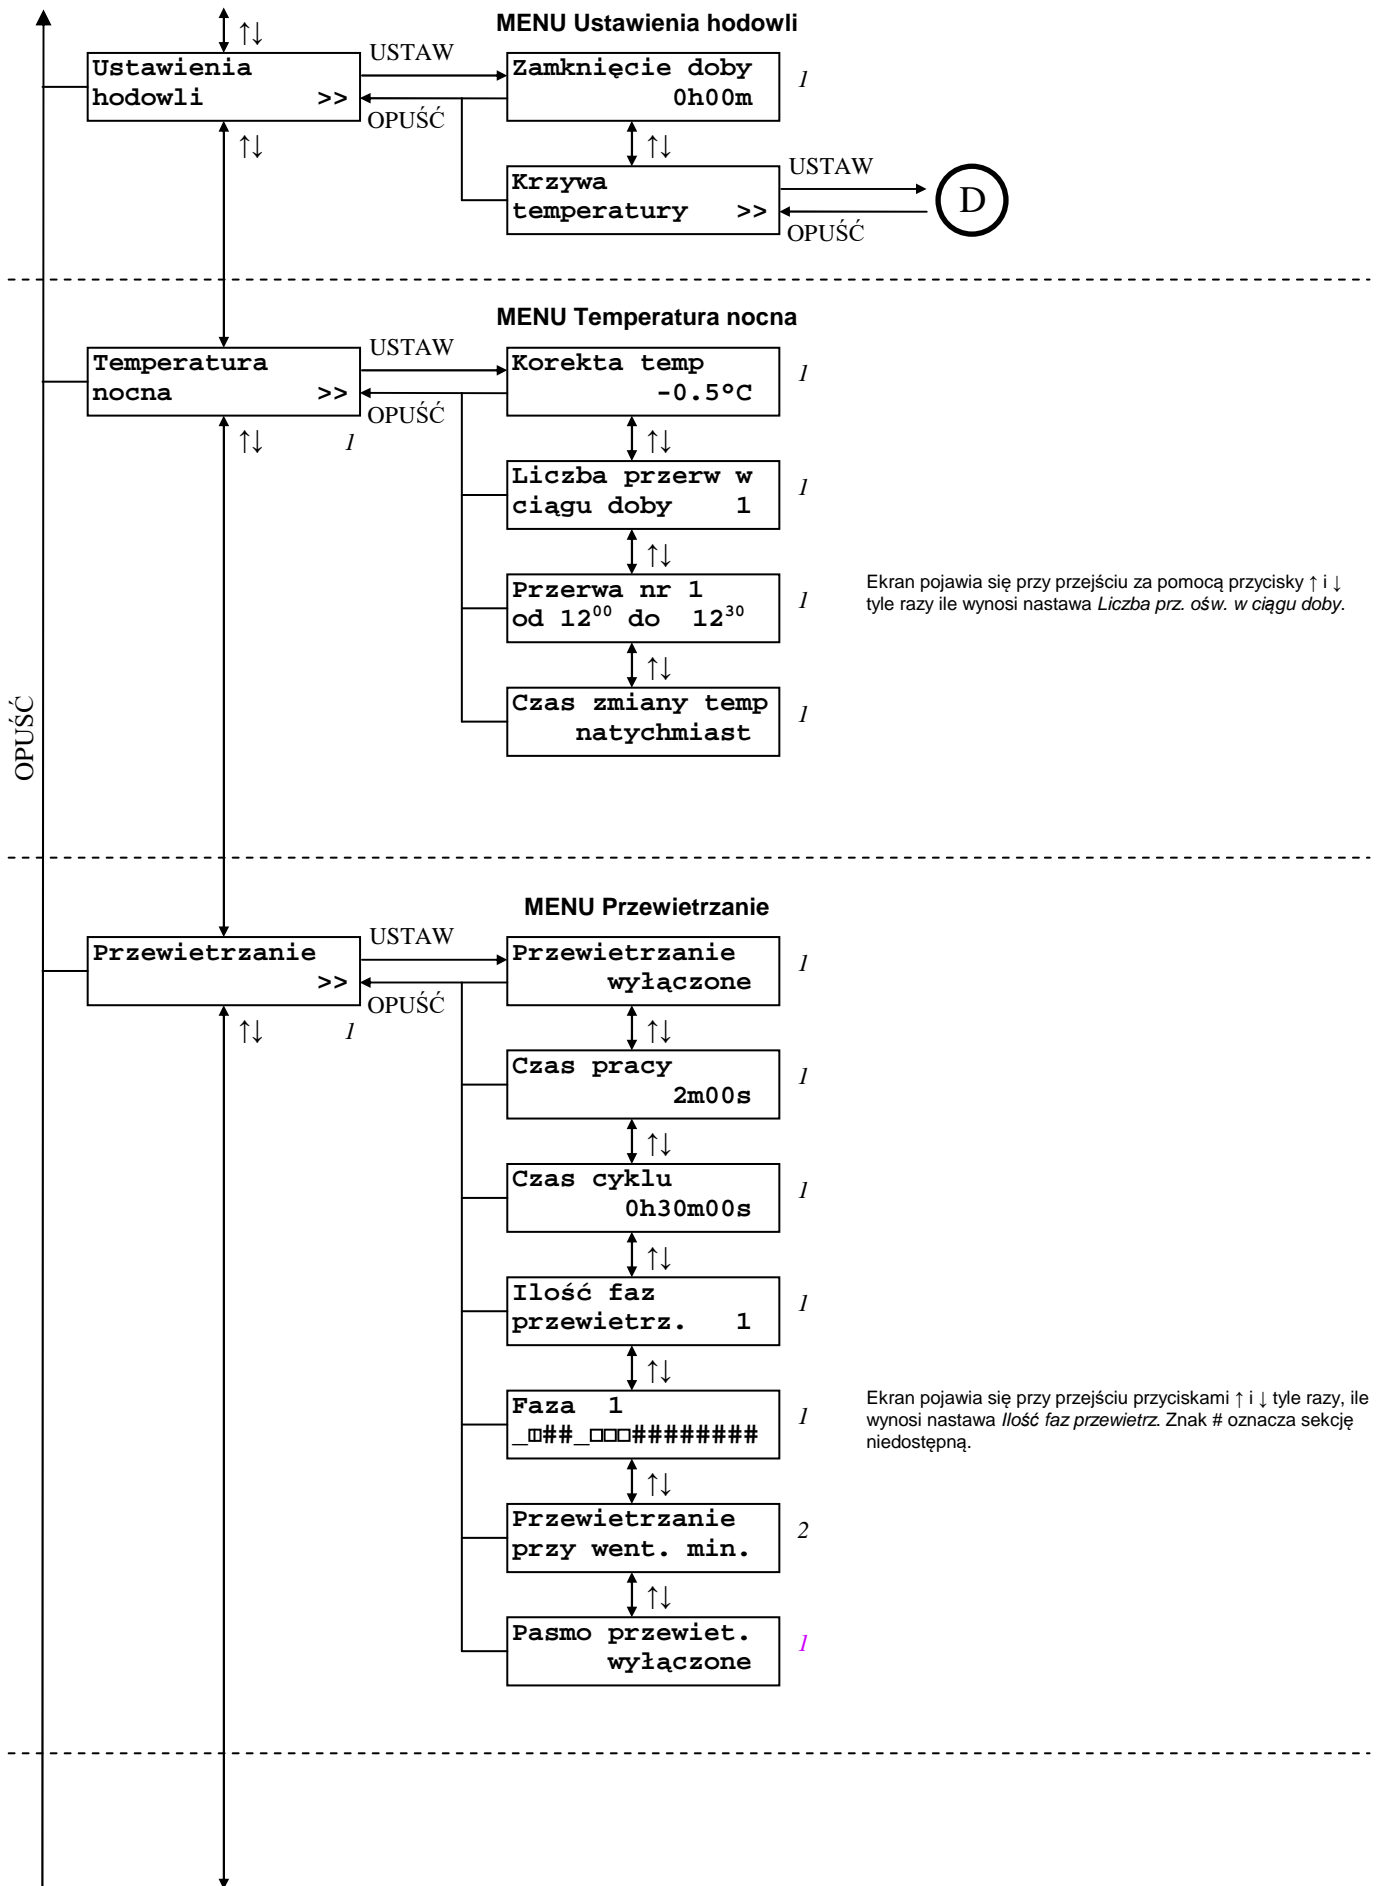 MENU Ustawienia hodowli
↑↓
Ustawienia
hodowli >>
USTAW
OPUŚĆ
Zamknięcie doby
0h00m
1
↑↓
↑↓
Krzywa
temperatury >>
USTAW
OPUŚĆ
D
MENU Temperatura nocna
Temperatura
nocna >>
USTAW
OPUŚĆ
Korekta temp
-0.5°C
1
↑↓ 1
↑↓
Liczba przerw w
ciągu doby 1
1
↑↓
Przerwa nr 1
od 12⁰⁰ do 12³⁰
1
Ekran pojawia się przy przejściu za pomocą przycisky ↑ i ↓
tyle razy ile wynosi nastawa Liczba prz. ośw. w ciągu doby.
↑↓
Czas zmiany temp
natychmiast
1
OPUŚĆ
MENU Przewietrzanie
Przewietrzanie
>>
USTAW
OPUŚĆ
Przewietrzanie
wyłączone
1
↑↓ 1
↑↓
Czas pracy
2m00s
1
↑↓
Czas cyklu
0h30m00s
1
↑↓
Ilość faz
przewietrz. 1
1
↑↓
Faza 1
_◫##_□□□########
1
Ekran pojawia się przy przejściu przyciskami ↑ i ↓ tyle razy, ile
wynosi nastawa Ilość faz przewietrz. Znak # oznacza sekcję
niedostępną.
↑↓
Przewietrzanie
przy went. min.
2
↑↓
Pasmo przewiet.
wyłączone
1